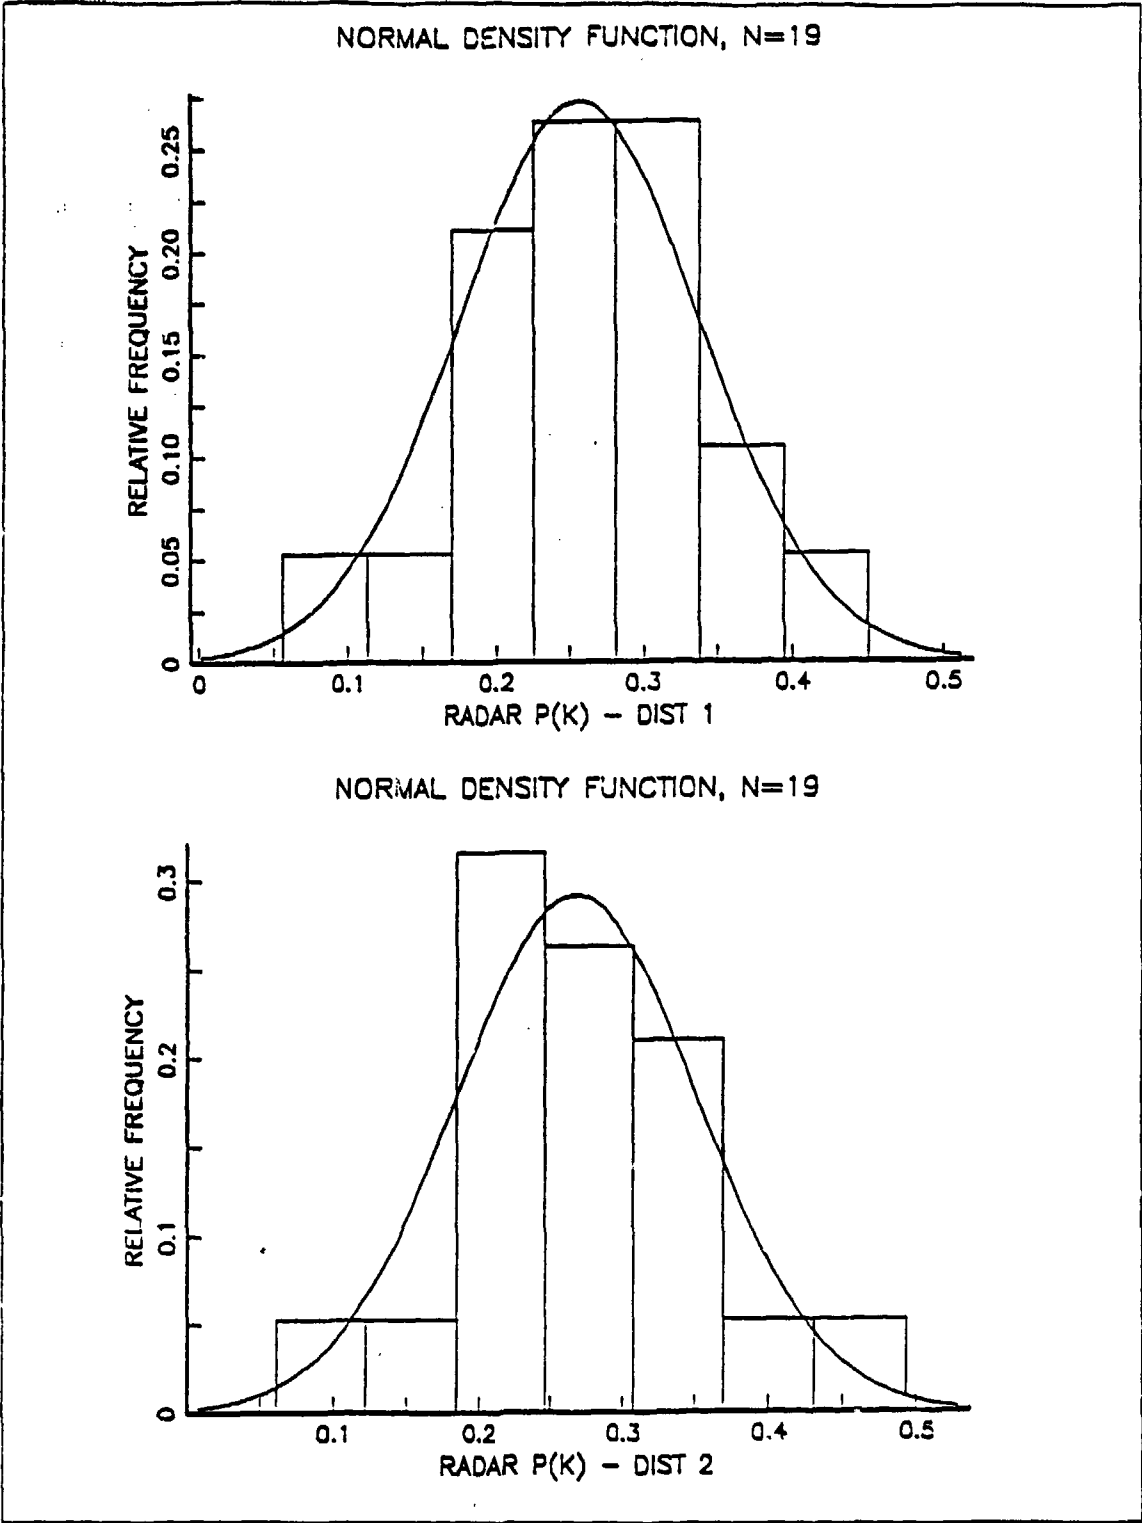 NORMAL DENSITY FUNCTION, N=19
RELATIVE FREQUENCY
0.25
0.20
0.15
0.10
0.05
0
0 0.1 0.2 0.3 0.4 0.5
RADAR P(K) – DIST 1
NORMAL DENSITY FUNCTION, N=19
RELATIVE FREQUENCY
0.3
0.2
0.1
0
0.1 0.2 0.3 0.4 0.5
RADAR P(K) – DIST 2